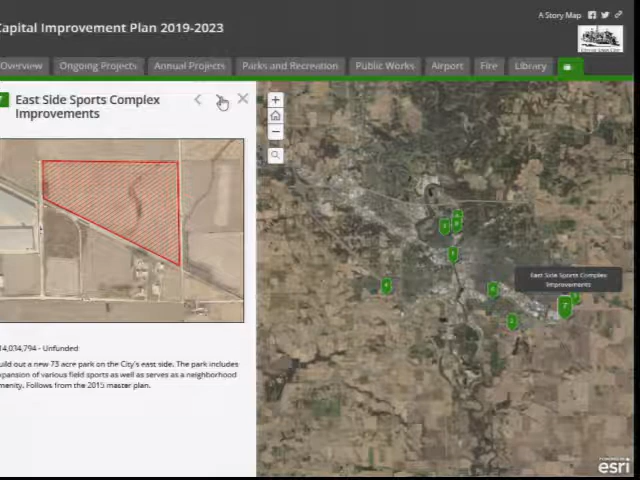 Capital Improvement Plan 2019-2023
A Story Map
Overview
Ongoing Projects
Annual Projects
Parks and Recreation
Public Works
Airport
Fire
Library
East Side Sports Complex
Improvements
East Side Sports Complex
Improvements
7
14,034,794 - Unfunded
uild out a new 73 acre park on the City's east side. The park includes
xpansion of various field sports as well as serves as a neighborhood
menity. Follows from the 2015 master plan.
esri